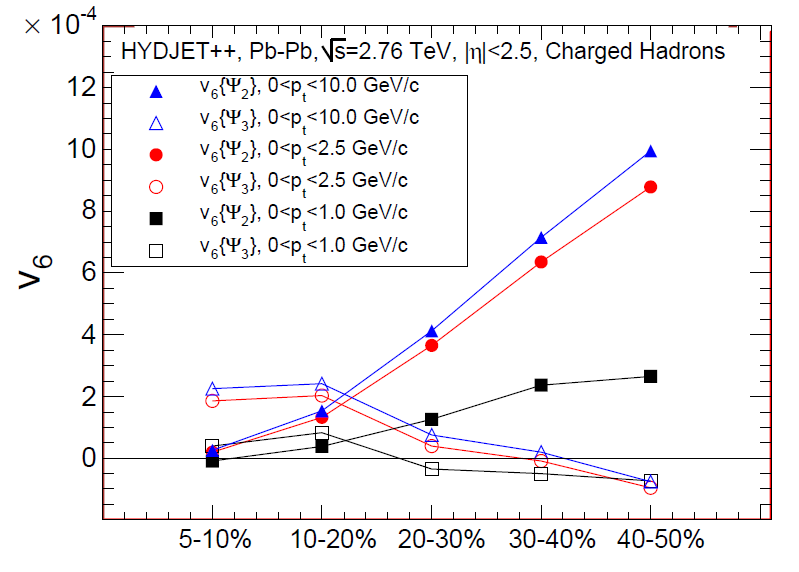 × 10⁻⁴
HYDJET++, Pb-Pb, √s=2.76 TeV, |η|<2.5, Charged Hadrons
v₆{Ψ₂}, 0<pₜ<10.0 GeV/c
v₆{Ψ₃}, 0<pₜ<10.0 GeV/c
v₆{Ψ₂}, 0<pₜ<2.5 GeV/c
v₆{Ψ₃}, 0<pₜ<2.5 GeV/c
v₆{Ψ₂}, 0<pₜ<1.0 GeV/c
v₆{Ψ₃}, 0<pₜ<1.0 GeV/c
12
10
8
6
4
2
0
v₆
5-10% 10-20% 20-30% 30-40% 40-50%